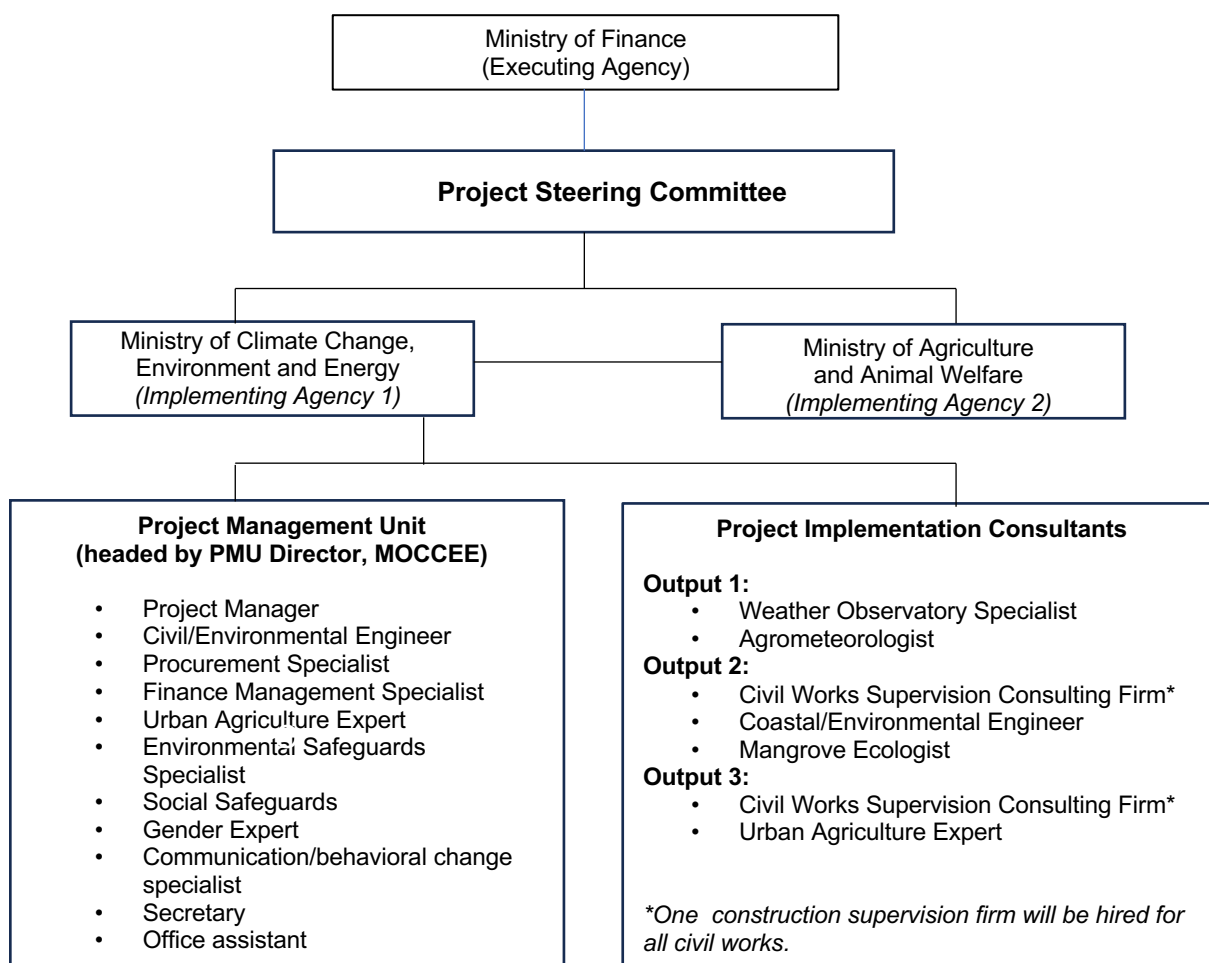 Ministry of Finance
(Executing Agency)
Project Steering Committee
Ministry of Climate Change,
Environment and Energy
(Implementing Agency 1)
Ministry of Agriculture
and Animal Welfare
(Implementing Agency 2)
Project Management Unit
(headed by PMU Director, MOCCEE)
• Project Manager
• Civil/Environmental Engineer
• Procurement Specialist
• Finance Management Specialist
• Urban Agriculture Expert
• Environmental Safeguards
Specialist
• Social Safeguards
• Gender Expert
• Communication/behavioral change
specialist
• Secretary
• Office assistant
Project Implementation Consultants
Output 1:
• Weather Observatory Specialist
• Agrometeorologist
Output 2:
• Civil Works Supervision Consulting Firm*
• Coastal/Environmental Engineer
• Mangrove Ecologist
Output 3:
• Civil Works Supervision Consulting Firm*
• Urban Agriculture Expert
*One construction supervision firm will be hired for
all civil works.